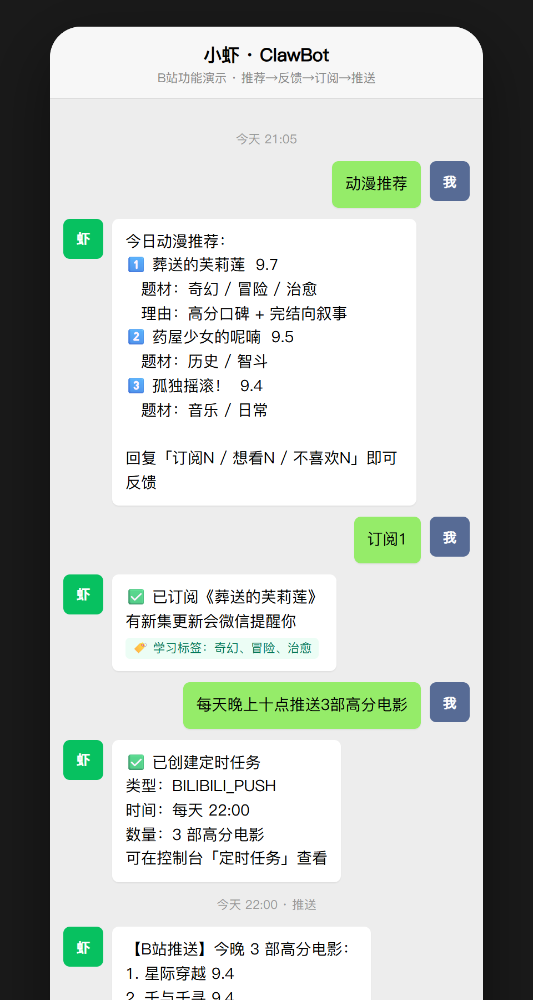 小虾 · ClawBot
B站功能演示 · 推荐→反馈→订阅→推送
今天 21:05
动漫推荐
我
虾
今日动漫推荐：
1️⃣ 葬送的芙莉莲 9.7
题材：奇幻 / 冒险 / 治愈
理由：高分口碑 + 完结向叙事
2️⃣ 药屋少女的呢喃 9.5
题材：历史 / 智斗
3️⃣ 孤独摇滚！ 9.4
题材：音乐 / 日常
回复「订阅N / 想看N / 不喜欢N」即可
反馈
订阅1
我
虾
✅ 已订阅《葬送的芙莉莲》
有新集更新会微信提醒你
🏷️ 学习标签：奇幻、冒险、治愈
每天晚上十点推送3部高分电影
我
虾
✅ 已创建定时任务
类型：BILIBILI_PUSH
时间：每天 22:00
数量：3 部高分电影
可在控制台「定时任务」查看
今天 22:00 · 推送
虾
【B站推送】今晚 3 部高分电影：
1. 星际穿越 9.4
2. 千与千寻 9.4